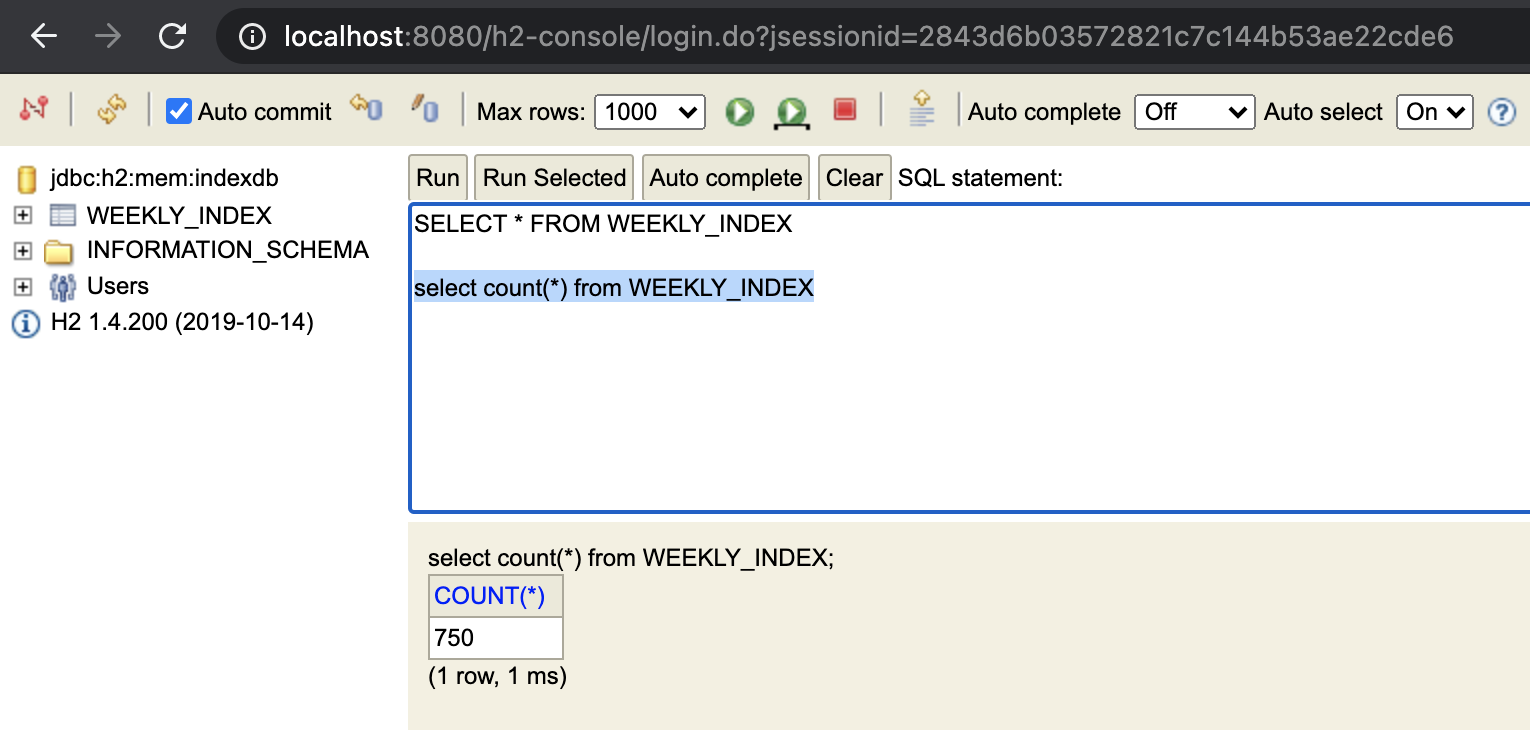 localhost:8080/h2-console/login.do?jsessionid=2843d6b03572821c7c144b53ae22cde6
Auto commit Max rows: 1000 Auto complete Off Auto select On
jdbc:h2:mem:indexdb
WEEKLY_INDEX
INFORMATION_SCHEMA
Users
H2 1.4.200 (2019-10-14)
Run Run Selected Auto complete Clear SQL statement:
SELECT * FROM WEEKLY_INDEX
select count(*) from WEEKLY_INDEX
select count(*) from WEEKLY_INDEX;
COUNT(*)
750
(1 row, 1 ms)